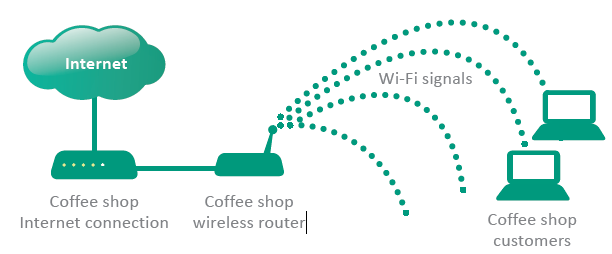 Internet
Wi-Fi signals
Coffee shop
Internet connection
Coffee shop
wireless router
Coffee shop
customers